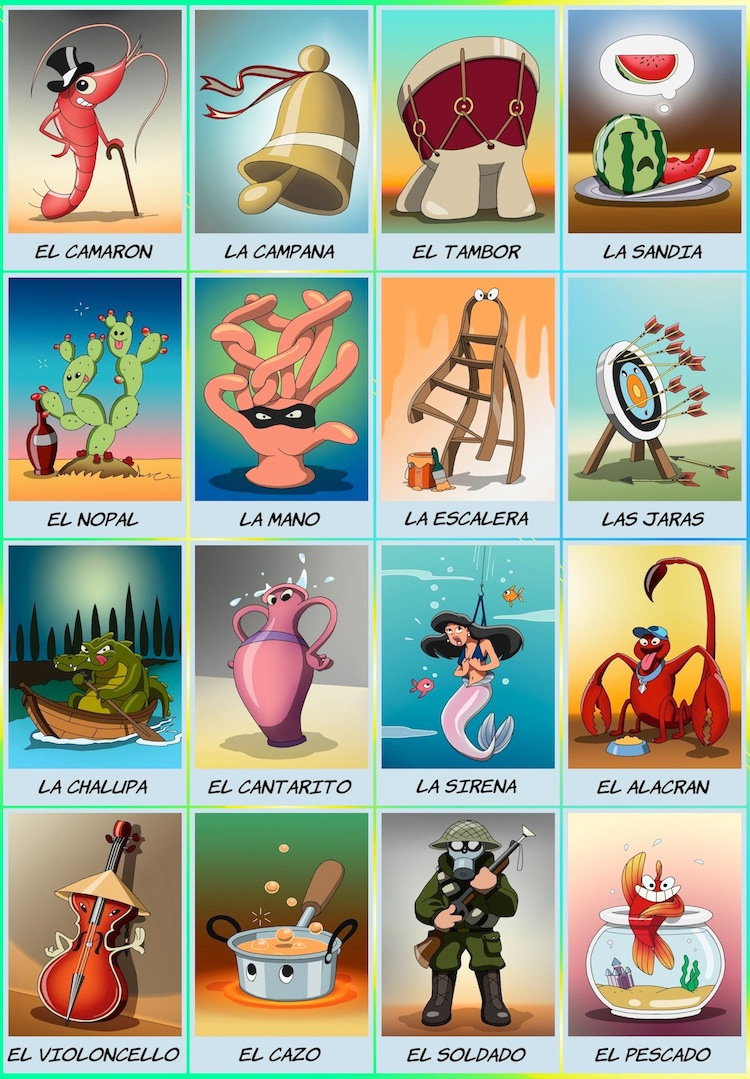 EL CAMARON
LA CAMPANA
EL TAMBOR
LA SANDIA
EL NOPAL
LA MANO
LA ESCALERA
LAS JARAS
LA CHALUPA
EL CANTARITO
LA SIRENA
EL ALACRAN
EL VIOLONCELLO
EL CAZO
EL SOLDADO
EL PESCADO